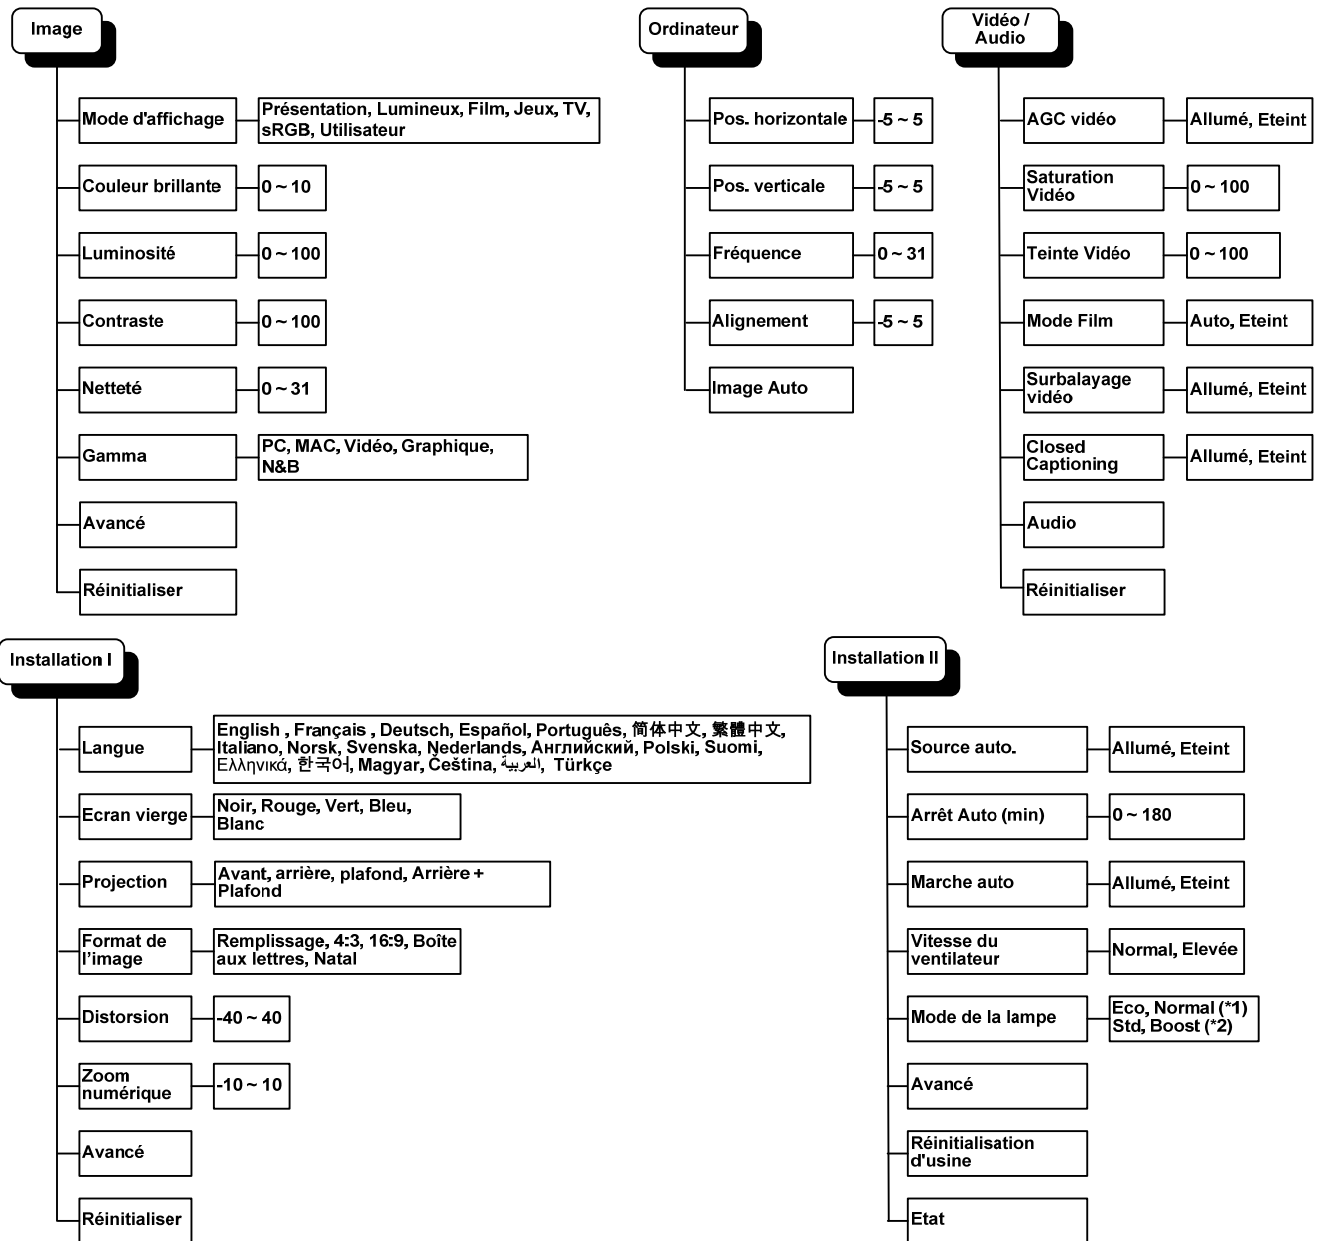 Image
Mode d'affichage
Présentation, Lumineux, Film, Jeux, TV,
sRGB, Utilisateur
Couleur brillante
0 ~ 10
Luminosité
0 ~ 100
Contraste
0 ~ 100
Netteté
0 ~ 31
Gamma
PC, MAC, Vidéo, Graphique,
N&B
Avancé
Réinitialiser
Ordinateur
Pos. horizontale
-5 ~ 5
Pos. verticale
-5 ~ 5
Fréquence
0 ~ 31
Alignement
-5 ~ 5
Image Auto
Vidéo /
Audio
AGC vidéo
Allumé, Eteint
Saturation
Vidéo
0 ~ 100
Teinte Vidéo
0 ~ 100
Mode Film
Auto, Eteint
Surbalayage
vidéo
Allumé, Eteint
Closed
Captioning
Allumé, Eteint
Audio
Réinitialiser
Installation I
Langue
English , Français , Deutsch, Español, Português, 简体中文, 繁體中文,
Italiano, Norsk, Svenska, Nederlands, Английский, Polski, Suomi,
Ελληνικά, 한국어, Magyar, Čeština, العربية, Türkçe
Ecran vierge
Noir, Rouge, Vert, Bleu,
Blanc
Projection
Avant, arrière, plafond, Arrière +
Plafond
Format de
l'image
Remplissage, 4:3, 16:9, Boîte
aux lettres, Natal
Distorsion
-40 ~ 40
Zoom
numérique
-10 ~ 10
Avancé
Réinitialiser
Installation II
Source auto.
Allumé, Eteint
Arrêt Auto (min)
0 ~ 180
Marche auto
Allumé, Eteint
Vitesse du
ventilateur
Normal, Elevée
Mode de la lampe
Eco, Normal (*1)
Std, Boost (*2)
Avancé
Réinitialisation
d'usine
Etat